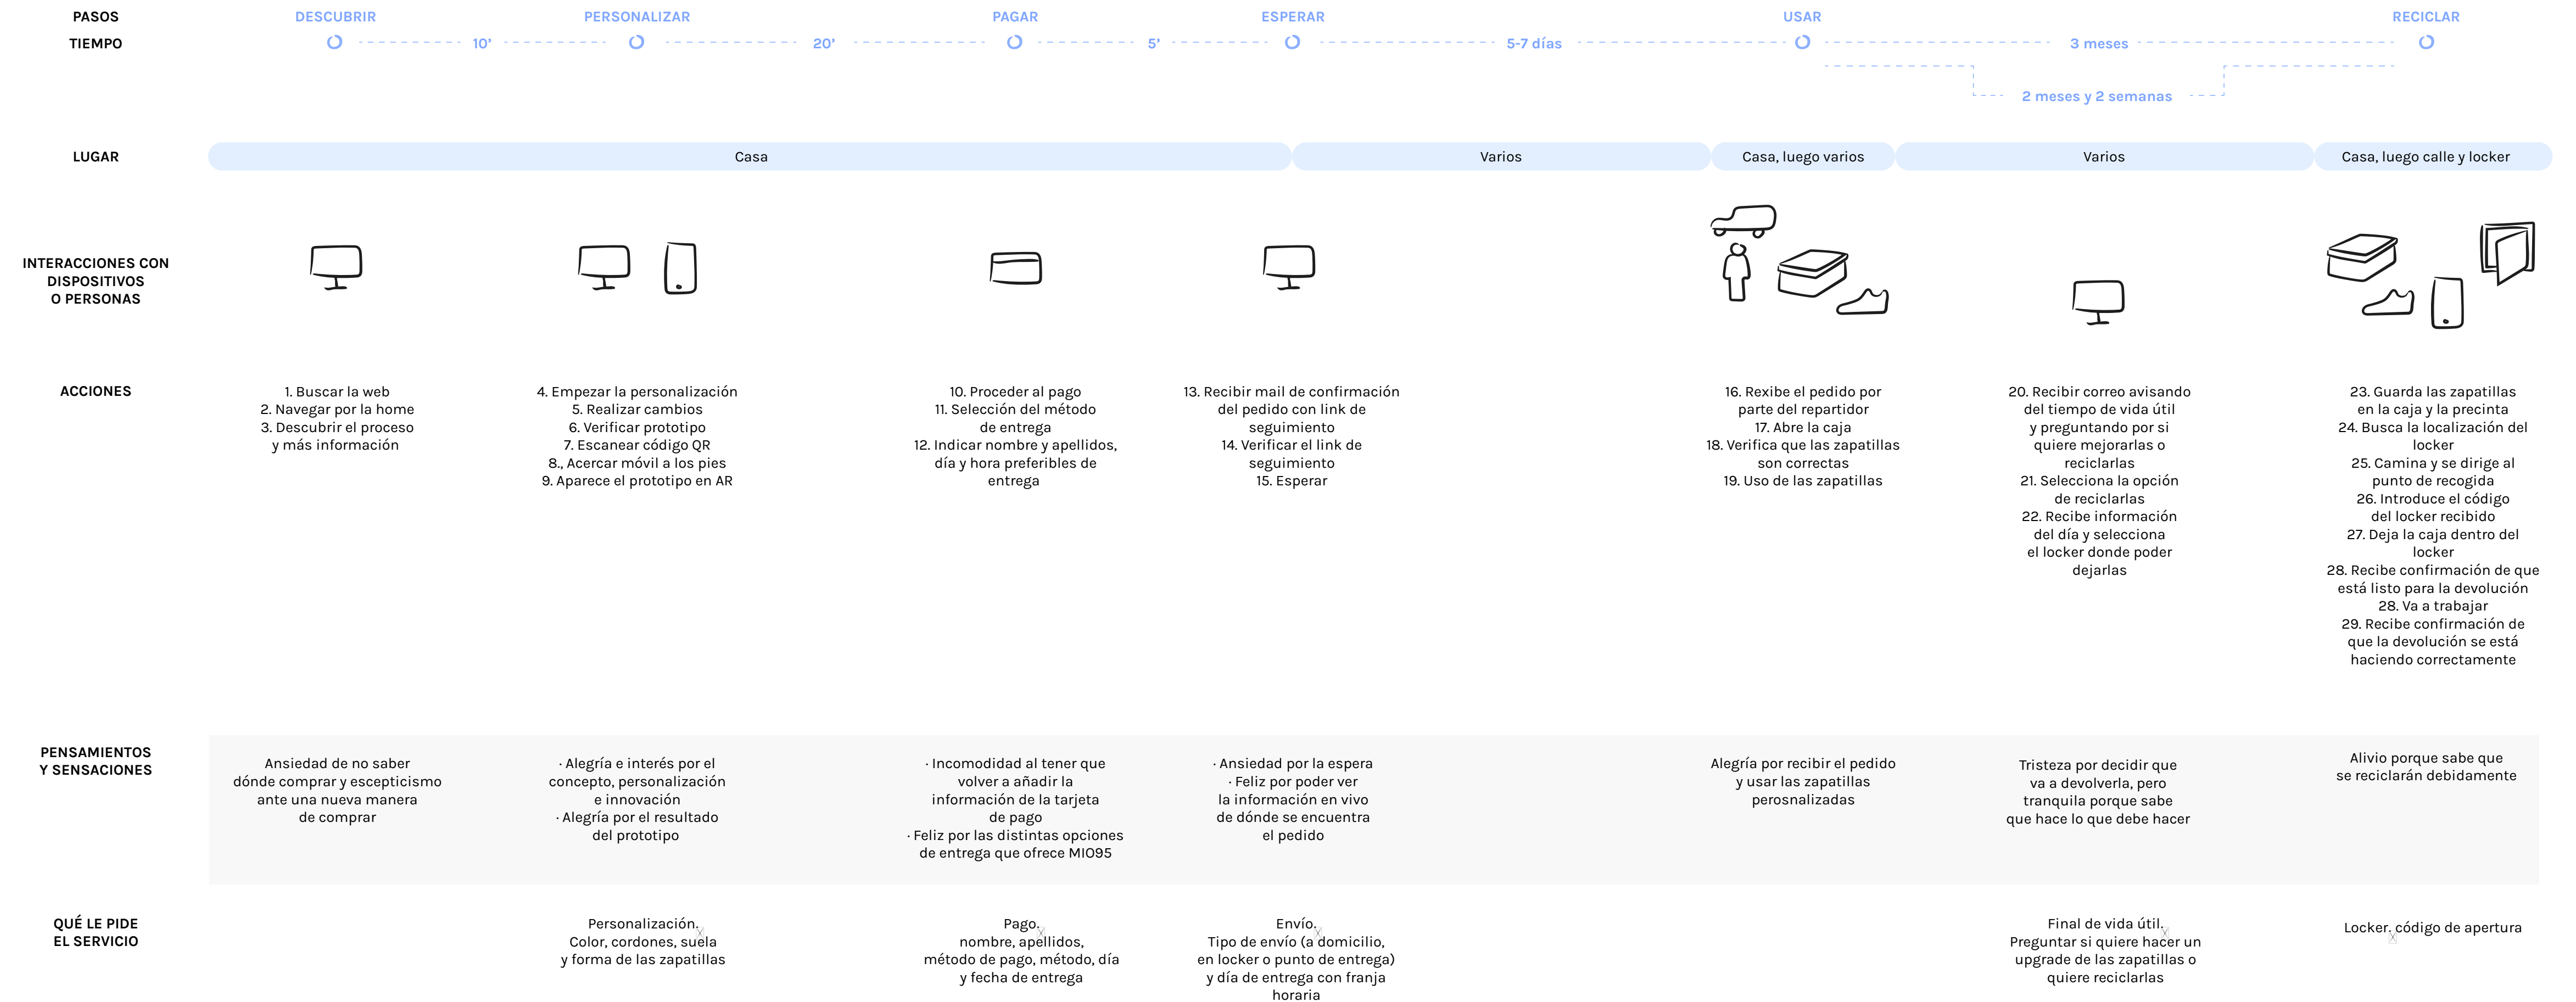 PASOS
DESCUBRIR
PERSONALIZAR
PAGAR
ESPERAR
USAR
RECICLAR
TIEMPO
10’
20’
5’
5-7 días
3 meses
2 meses y 2 semanas
LUGAR
Casa
Varios
Casa, luego varios
Varios
Casa, luego calle y locker
INTERACCIONES CON
DISPOSITIVOS
O PERSONAS
ACCIONES
1. Buscar la web
2. Navegar por la home
3. Descubrir el proceso
y más información
4. Empezar la personalización
5. Realizar cambios
6. Verificar prototipo
7. Escanear código QR
8., Acercar móvil a los pies
9. Aparece el prototipo en AR
10. Proceder al pago
11. Selección del método
de entrega
12. Indicar nombre y apellidos,
día y hora preferibles de
entrega
13. Recibir mail de confirmación
del pedido con link de
seguimiento
14. Verificar el link de
seguimiento
15. Esperar
16. Rexibe el pedido por
parte del repartidor
17. Abre la caja
18. Verifica que las zapatillas
son correctas
19. Uso de las zapatillas
20. Recibir correo avisando
del tiempo de vida útil
y preguntando por si
quiere mejorarlas o
reciclarlas
21. Selecciona la opción
de reciclarlas
22. Recibe información
del día y selecciona
el locker donde poder
dejarlas
23. Guarda las zapatillas
en la caja y la precinta
24. Busca la localización del
locker
25. Camina y se dirige al
punto de recogida
26. Introduce el código
del locker recibido
27. Deja la caja dentro del
locker
28. Recibe confirmación de que
está listo para la devolución
28. Va a trabajar
29. Recibe confirmación de
que la devolución se está
haciendo correctamente
PENSAMIENTOS
Y SENSACIONES
Ansiedad de no saber
dónde comprar y escepticismo
ante una nueva manera
de comprar
· Alegría e interés por el
concepto, personalización
e innovación
· Alegría por el resultado
del prototipo
· Incomodidad al tener que
volver a añadir la
información de la tarjeta
de pago
· Feliz por las distintas opciones
de entrega que ofrece MIO95
· Ansiedad por la espera
· Feliz por poder ver
la información en vivo
de dónde se encuentra
el pedido
Alegría por recibir el pedido
y usar las zapatillas
perosnalizadas
Tristeza por decidir que
va a devolverla, pero
tranquila porque sabe
que hace lo que debe hacer
Alivio porque sabe que
se reciclarán debidamente
QUÉ LE PIDE
EL SERVICIO
Personalización.
Color, cordones, suela
y forma de las zapatillas
Pago.
nombre, apellidos,
método de pago, método, día
y fecha de entrega
Envío.
Tipo de envío (a domicilio,
en locker o punto de entrega)
y día de entrega con franja
horaria
Final de vida útil.
Preguntar si quiere hacer un
upgrade de las zapatillas o
quiere reciclarlas
Locker. código de apertura